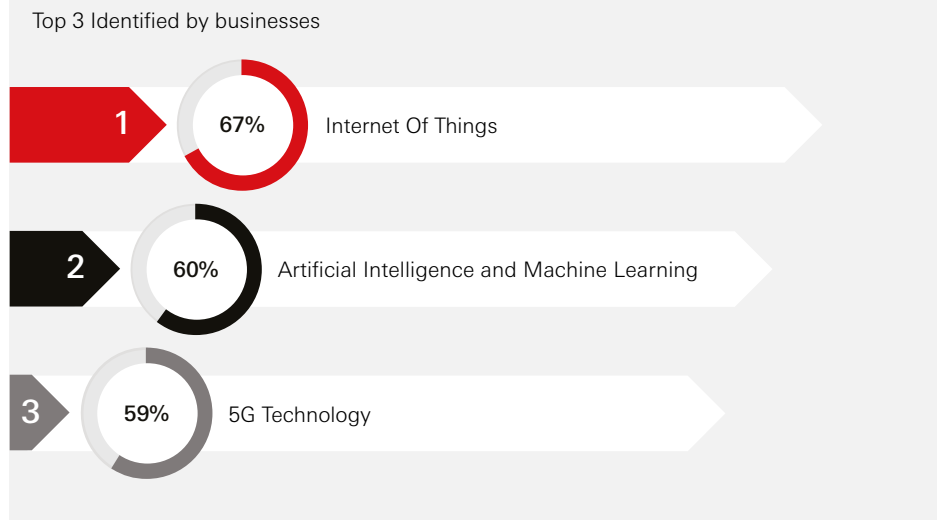 Top 3 Identified by businesses
1
67%
Internet Of Things
2
60%
Artificial Intelligence and Machine Learning
3
59%
5G Technology